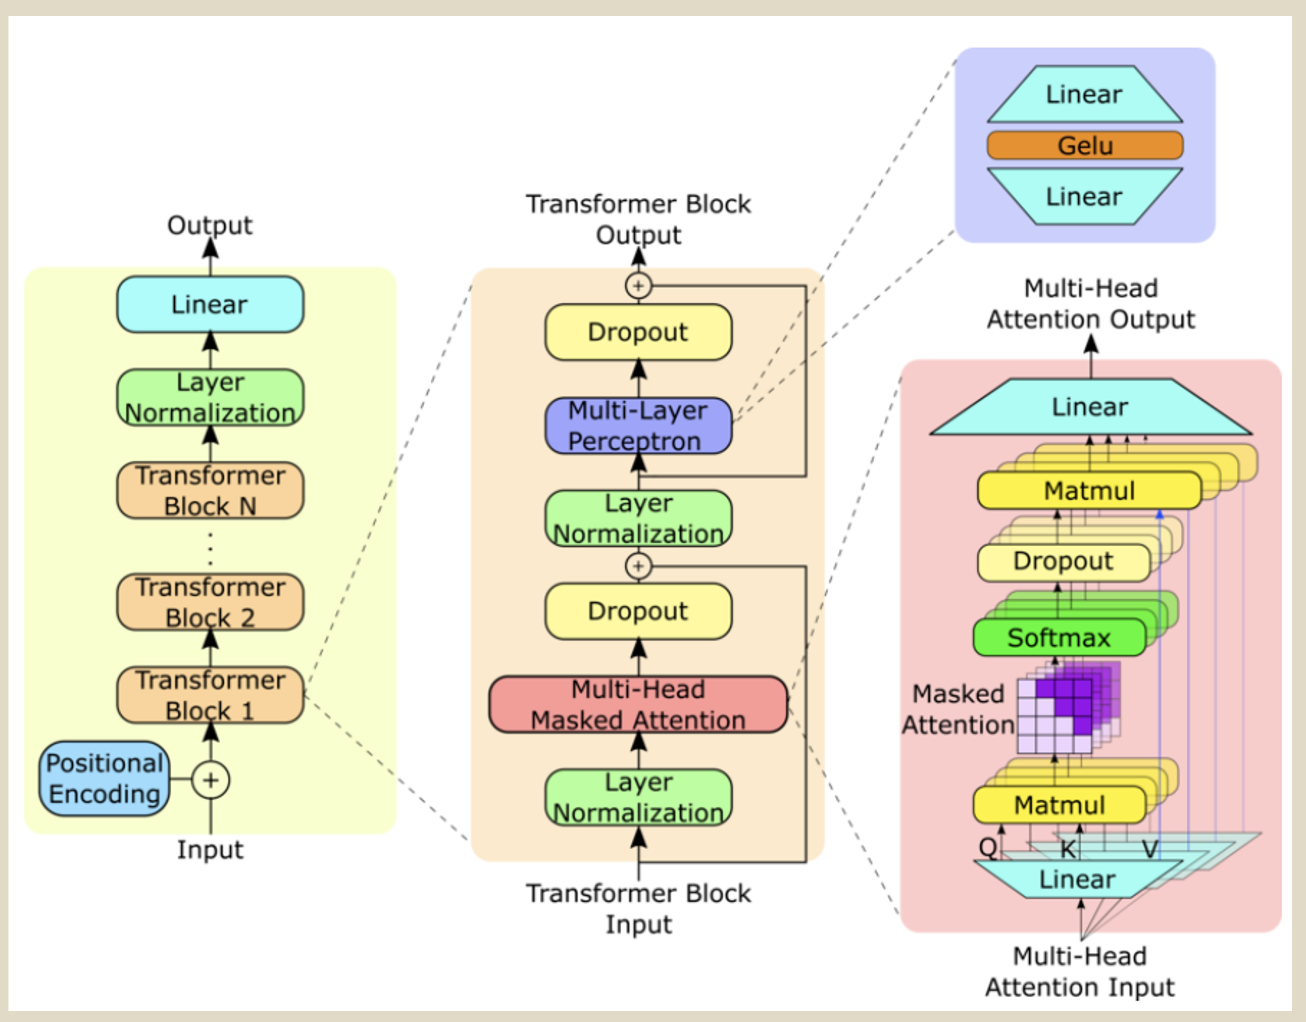 Output
Linear
Layer
Normalization
Transformer
Block N
Transformer
Block 2
Transformer
Block 1
Positional
Encoding
Input
Transformer Block
Output
Dropout
Multi-Layer
Perceptron
Layer
Normalization
Dropout
Multi-Head
Masked Attention
Layer
Normalization
Transformer Block
Input
Linear
Gelu
Linear
Multi-Head
Attention Output
Linear
Matmul
Dropout
Softmax
Masked
Attention
Matmul
Q K V
Linear
Multi-Head
Attention Input